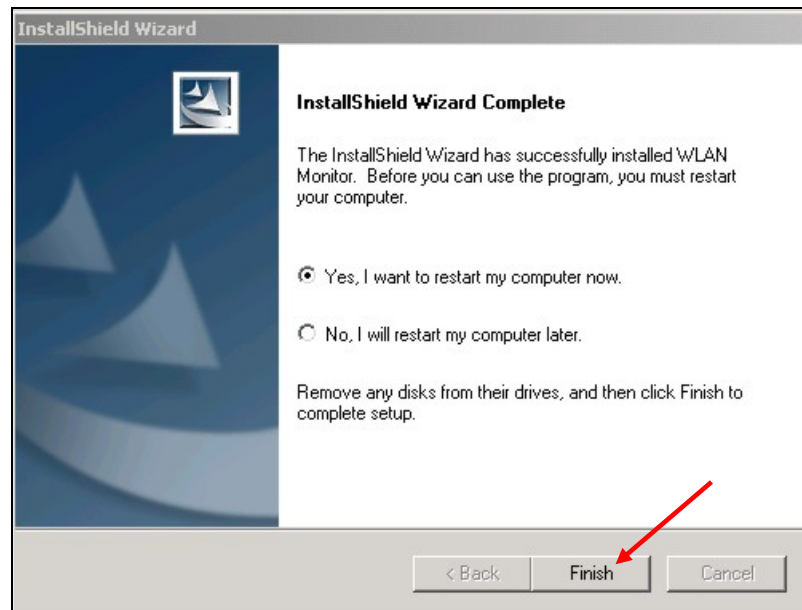 InstallShield Wizard
InstallShield Wizard Complete
The InstallShield Wizard has successfully installed WLAN
Monitor. Before you can use the program, you must restart
your computer.
Yes, I want to restart my computer now.
No, I will restart my computer later.
Remove any disks from their drives, and then click Finish to
complete setup.
< Back Finish Cancel